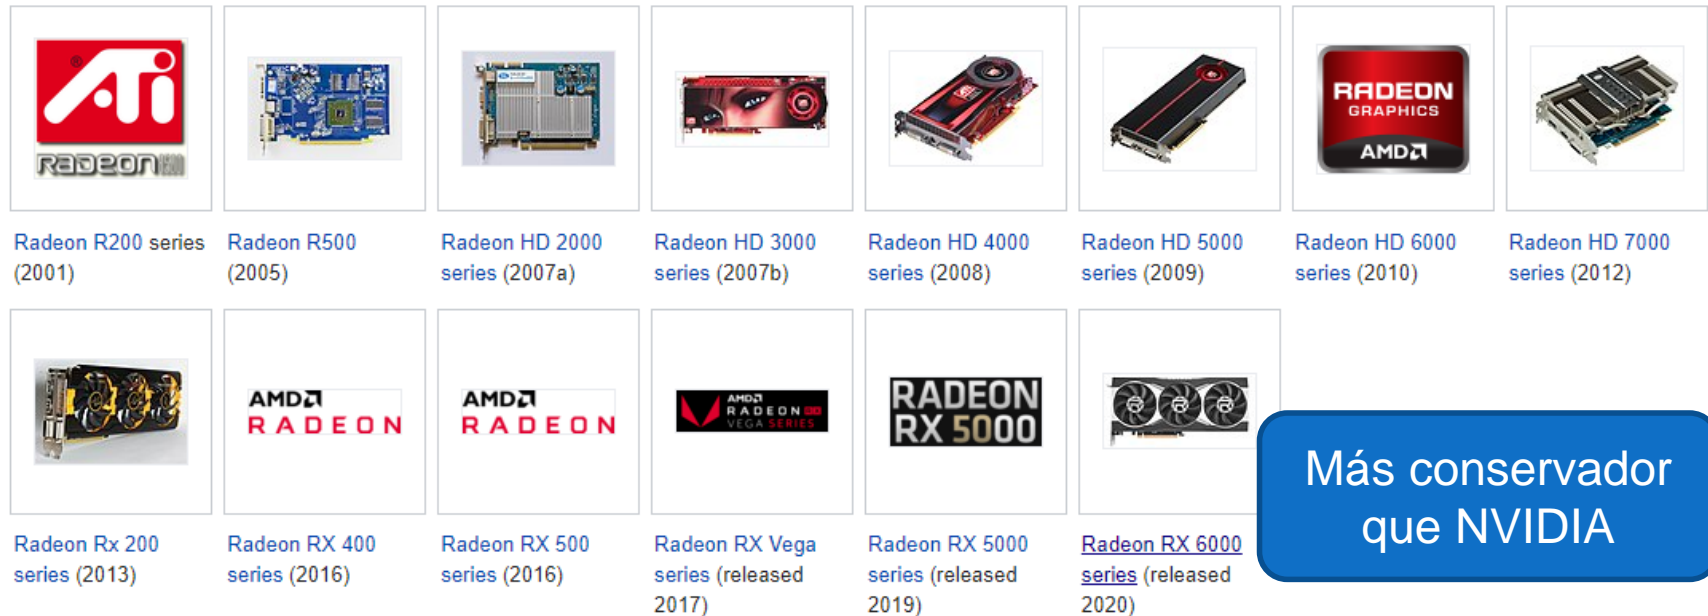 ATi
RADEON 8500
RADEON
GRAPHICS
AMD
Radeon R200 series
(2001)
Radeon R500
(2005)
Radeon HD 2000
series (2007a)
Radeon HD 3000
series (2007b)
Radeon HD 4000
series (2008)
Radeon HD 5000
series (2009)
Radeon HD 6000
series (2010)
Radeon HD 7000
series (2012)
AMD
RADEON
AMD
RADEON
AMD
RADEON RX
VEGA SERIES
RADEON
RX 5000
Radeon Rx 200
series (2013)
Radeon RX 400
series (2016)
Radeon RX 500
series (2016)
Radeon RX Vega
series (released
2017)
Radeon RX 5000
series (released
2019)
Radeon RX 6000
series (released
2020)
Más conservador
que NVIDIA